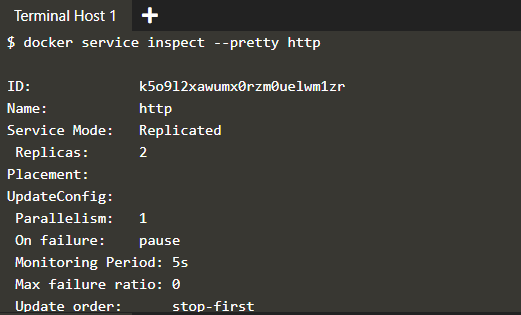 Terminal Host 1 +
$ docker service inspect --pretty http
ID: k5o9l2xawumx0rzm0uelwm1zr
Name: http
Service Mode: Replicated
Replicas: 2
Placement:
UpdateConfig:
Parallelism: 1
On failure: pause
Monitoring Period: 5s
Max failure ratio: 0
Update order: stop-first